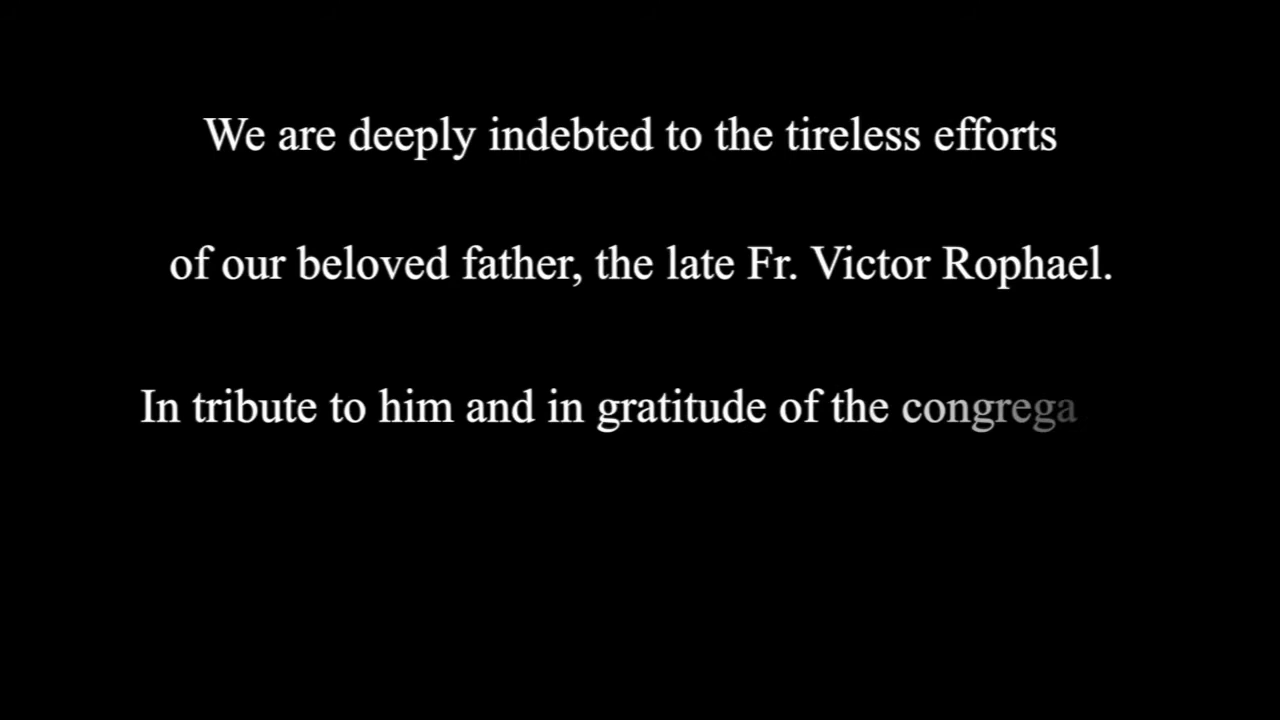 We are deeply indebted to the tireless efforts
of our beloved father, the late Fr. Victor Rophael.
In tribute to him and in gratitude of the congrega